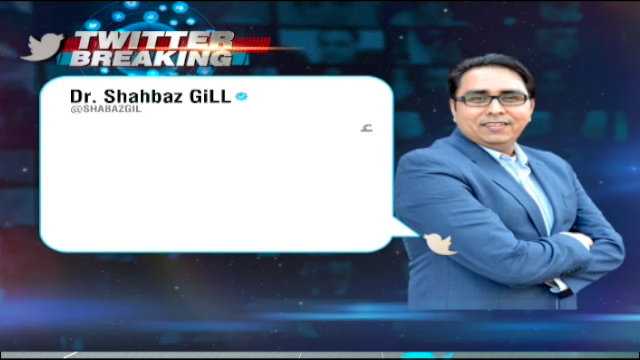 TWITTER
BREAKING
Dr. Shahbaz GiLL
@SHABAZGIL
ع